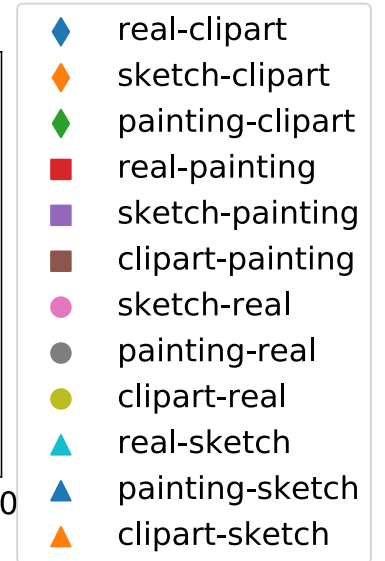 real-clipart
sketch-clipart
painting-clipart
real-painting
sketch-painting
clipart-painting
sketch-real
painting-real
clipart-real
real-sketch
painting-sketch
0
clipart-sketch